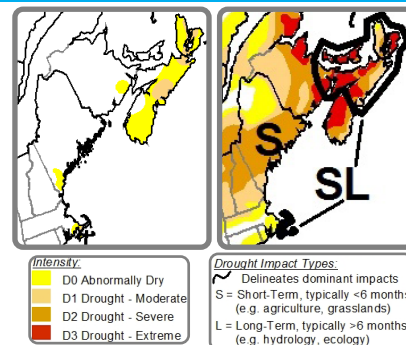 S
SL
Intensity:
D0 Abnormally Dry
D1 Drought - Moderate
D2 Drought - Severe
D3 Drought - Extreme
Drought Impact Types:
Delineates dominant impacts
S = Short-Term, typically <6 months
(e.g. agriculture, grasslands)
L = Long-Term, typically >6 months
(e.g. hydrology, ecology)